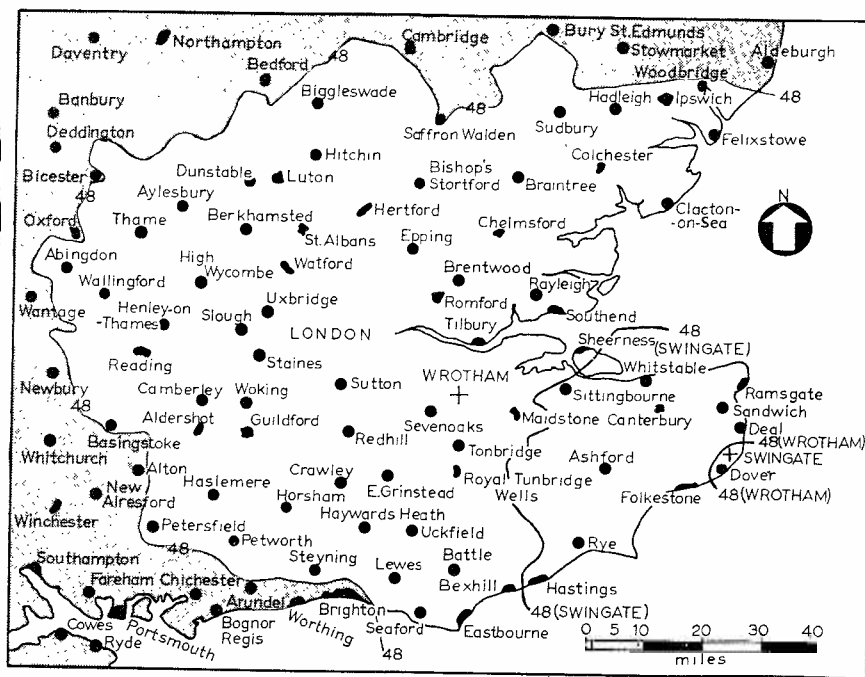 Daventry
Northampton
Cambridge
Bury St.Edmunds
Stowmarket
Aldeburgh
48
Bedford
Woodbridge
Banbury
Biggleswade
Hadleigh
Ipswich
48
Deddington
48
Saffron Walden
Sudbury
Felixstowe
Hitchin
Colchester
Bicester
Dunstable
Luton
Bishop's
Stortford
Braintree
48
Aylesbury
N
Oxford
Thame
Berkhamsted
Hertford
Clacton-
-on-Sea
St.Albans
Epping
Chelmsford
Abingdon
High
Wycombe
Watford
Wallingford
Brentwood
Wantage
Henley-on
-Thames
Uxbridge
Romford
Rayleigh
Slough
LONDON
Tilbury
Southend
48
(SWINGATE)
Reading
Staines
Sheerness
Newbury
Camberley
Woking
Sutton
WROTHAM
Whitstable
Ramsgate
48
Sittingbourne
Aldershot
Guildford
Sevenoaks
Maidstone
Canterbury
Sandwich
Deal
Whitchurch
Basingstoke
Redhill
48(WROTHAM)
Tonbridge
SWINGATE
Alton
Crawley
Royal Tunbridge
Wells
Ashford
Dover
New
Alresford
Haslemere
E.Grinstead
Folkestone
48(WROTHAM)
Winchester
Horsham
Haywards Heath
Petersfield
Uckfield
48
Petworth
Rye
Southampton
Steyning
Lewes
Battle
Fareham
Chichester
Bexhill
Hastings
Arundel
Brighton
48(SWINGATE)
Cowes
Portsmouth
Bognor
Regis
Worthing
Seaford
Eastbourne
Ryde
48
0 5 10 20 30 40
miles